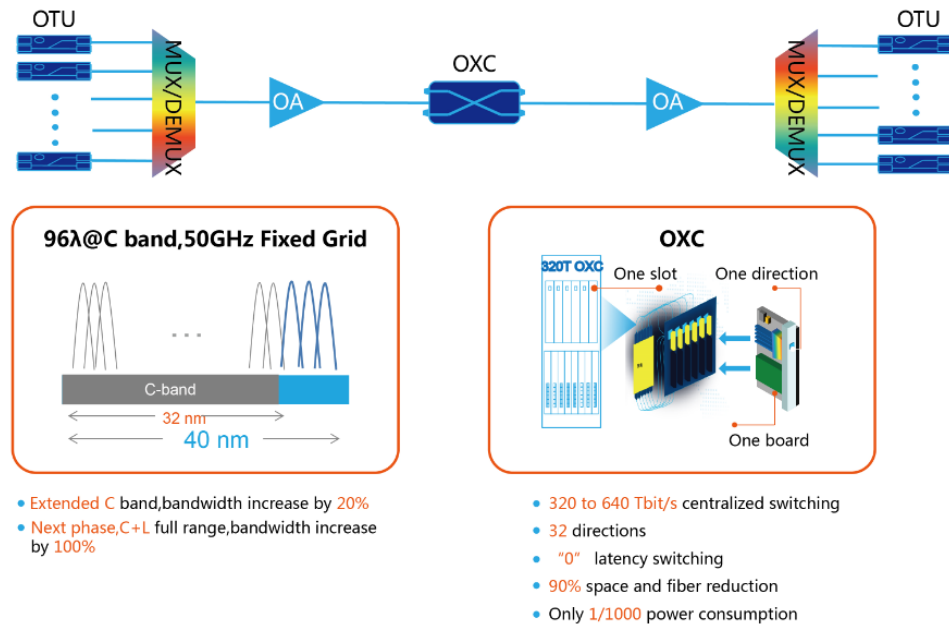 OTU
OTU
OXC
MUX/DEMUX
OA
OA
MUX/DEMUX
96λ@C band,50GHz Fixed Grid
C-band
32 nm
40 nm
OXC
320T OXC
One slot
One direction
One board
Extended C band,bandwidth increase by 20%
Next phase,C+L full range,bandwidth increase
by 100%
320 to 640 Tbit/s centralized switching
32 directions
"0" latency switching
90% space and fiber reduction
Only 1/1000 power consumption